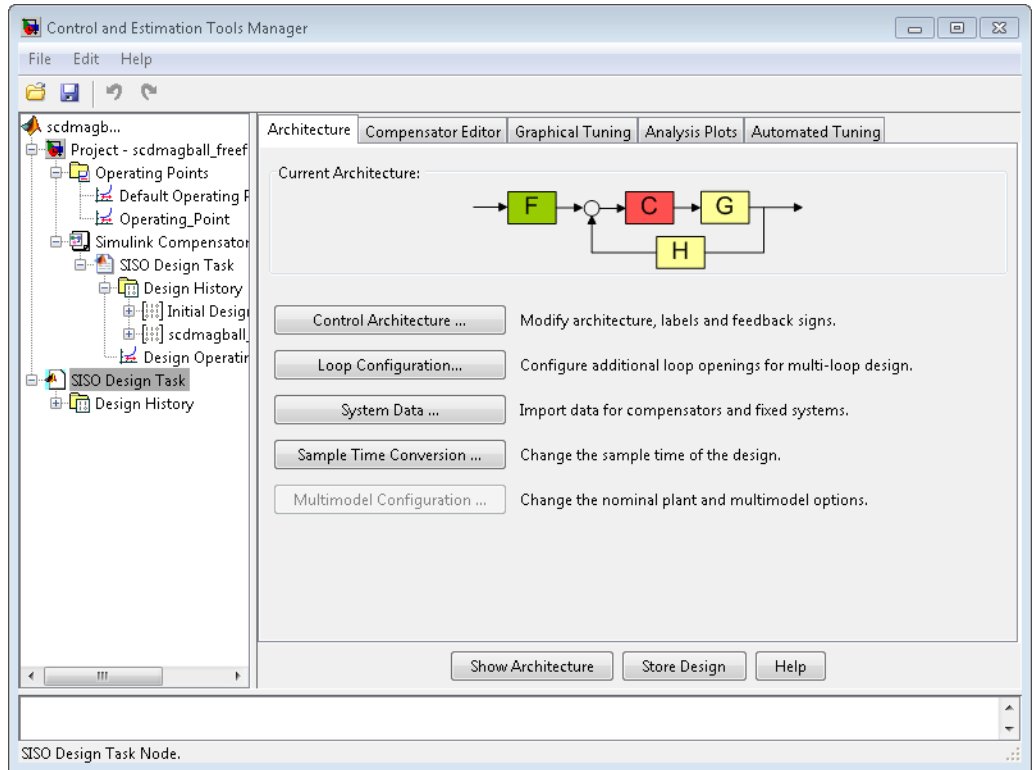 Control and Estimation Tools Manager
File Edit Help
scdmagb...
Project - scdmagball_freef
Operating Points
Default Operating P
Operating_Point
Simulink Compensator
SISO Design Task
Design History
Initial Desig
scdmagball_
Design Operatin
SISO Design Task
Design History
Architecture Compensator Editor Graphical Tuning Analysis Plots Automated Tuning
Current Architecture:
F C G
H
Control Architecture ... Modify architecture, labels and feedback signs.
Loop Configuration... Configure additional loop openings for multi-loop design.
System Data ... Import data for compensators and fixed systems.
Sample Time Conversion ... Change the sample time of the design.
Multimodel Configuration ... Change the nominal plant and multimodel options.
Show Architecture Store Design Help
SISO Design Task Node.